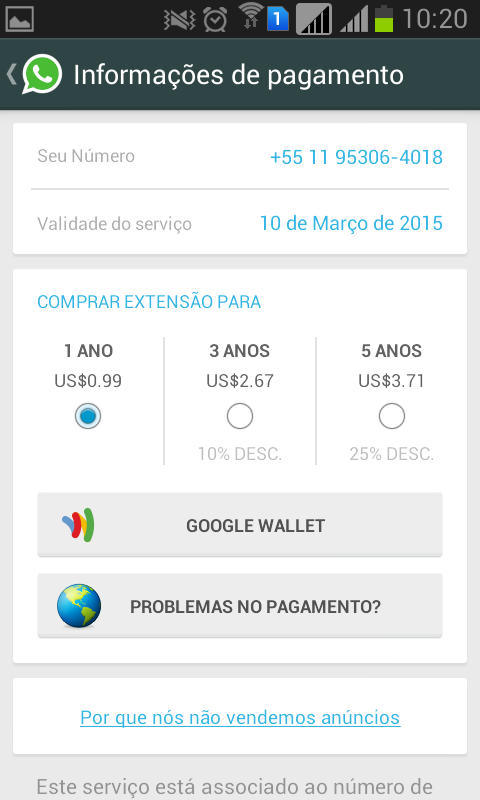 1
10:20
Informações de pagamento
Seu Número
+55 11 95306-4018
Validade do serviço
10 de Março de 2015
COMPRAR EXTENSÃO PARA
1 ANO
US$0.99
3 ANOS
US$2.67
10% DESC.
5 ANOS
US$3.71
25% DESC.
GOOGLE WALLET
PROBLEMAS NO PAGAMENTO?
Por que nós não vendemos anúncios
Este serviço está associado ao número de